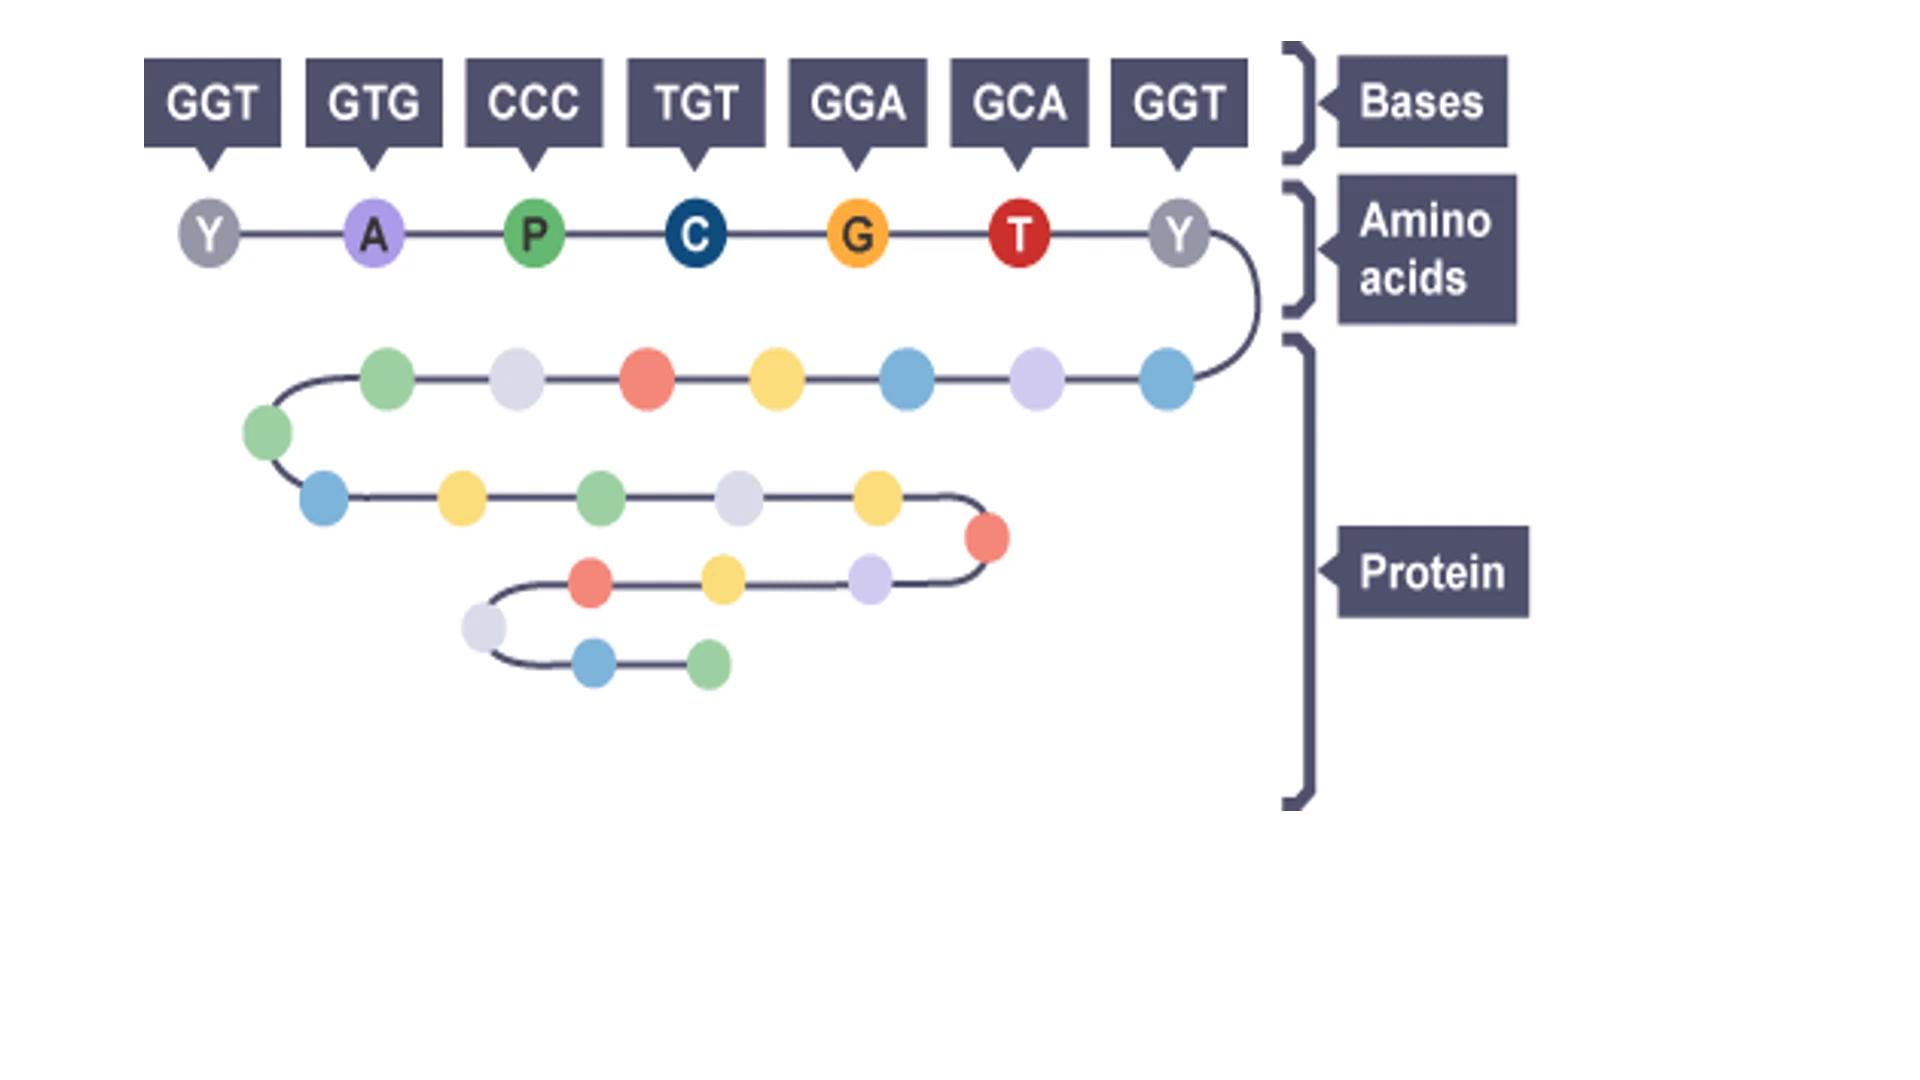 GGT GTG CCC TGT GGA GCA GGT
Bases
Y A P C G T Y
Amino
acids
Protein